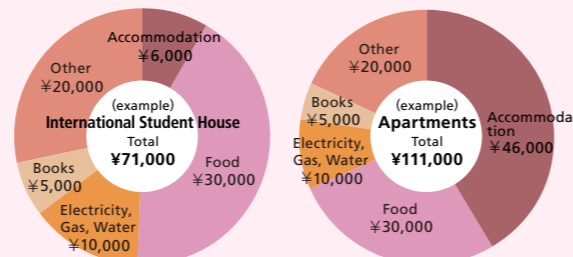 Accommodation
¥6,000
Other
¥20,000
(example)
International Student House
Total
¥71,000
Food
¥30,000
Books
¥5,000
Electricity,
Gas, Water
¥10,000
Other
¥20,000
(example)
Apartments
Total
¥111,000
Accommoda
tion
¥46,000
Books
¥5,000
Electricity,
Gas, Water
¥10,000
Food
¥30,000